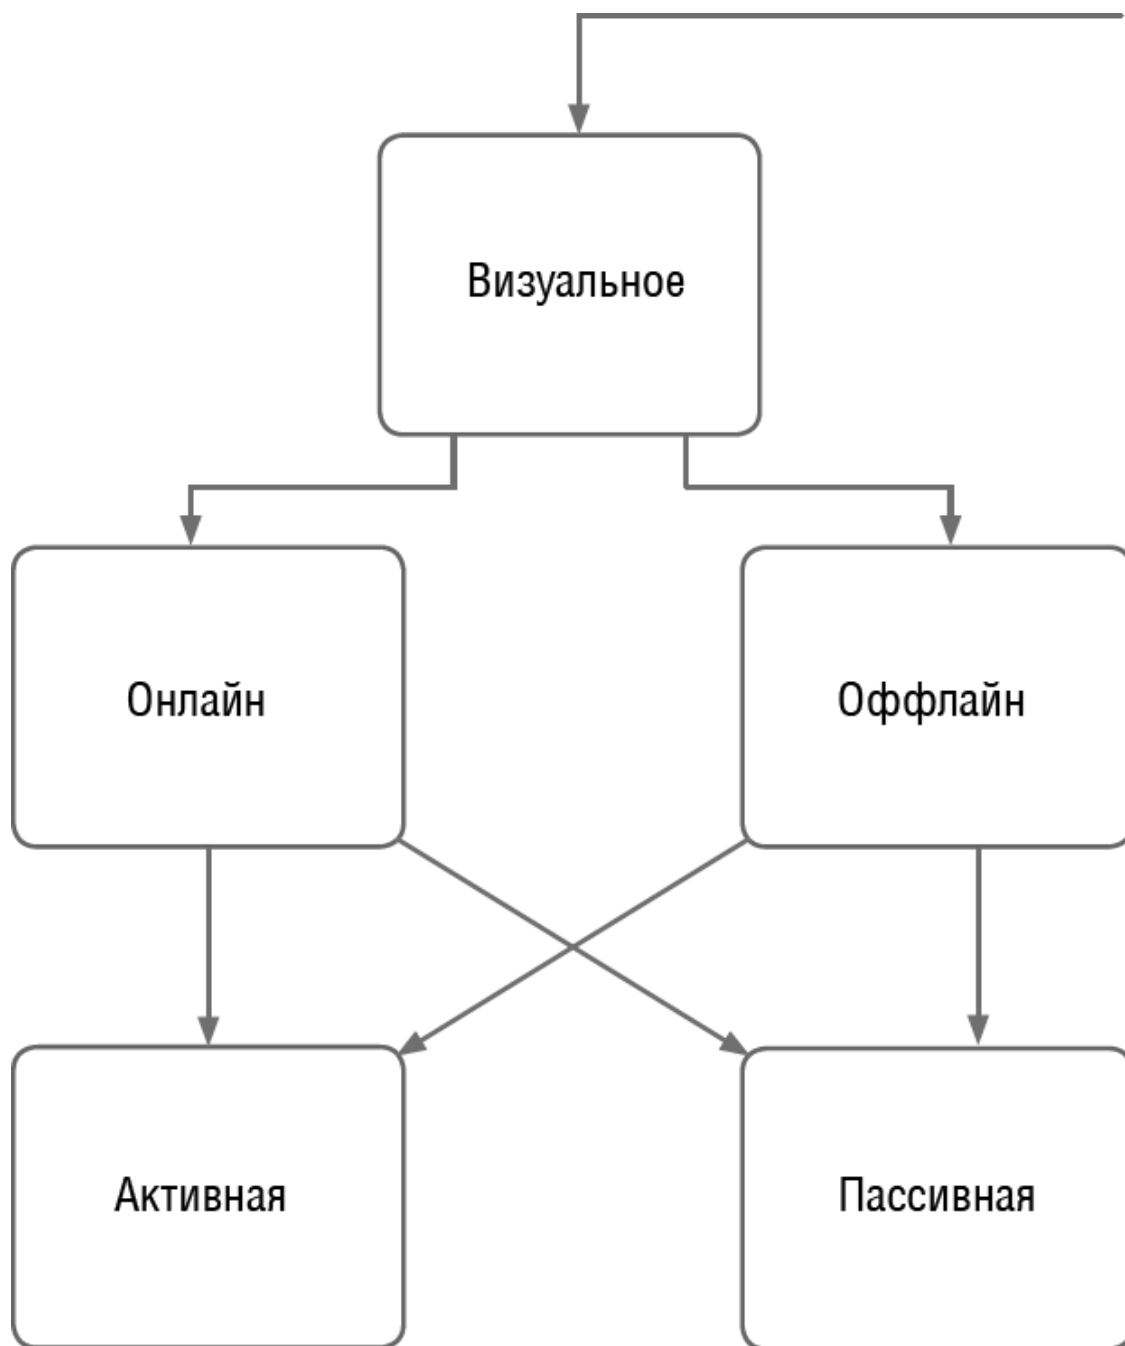 Визуальное
Онлайн
Оффлайн
Активная
Пассивная